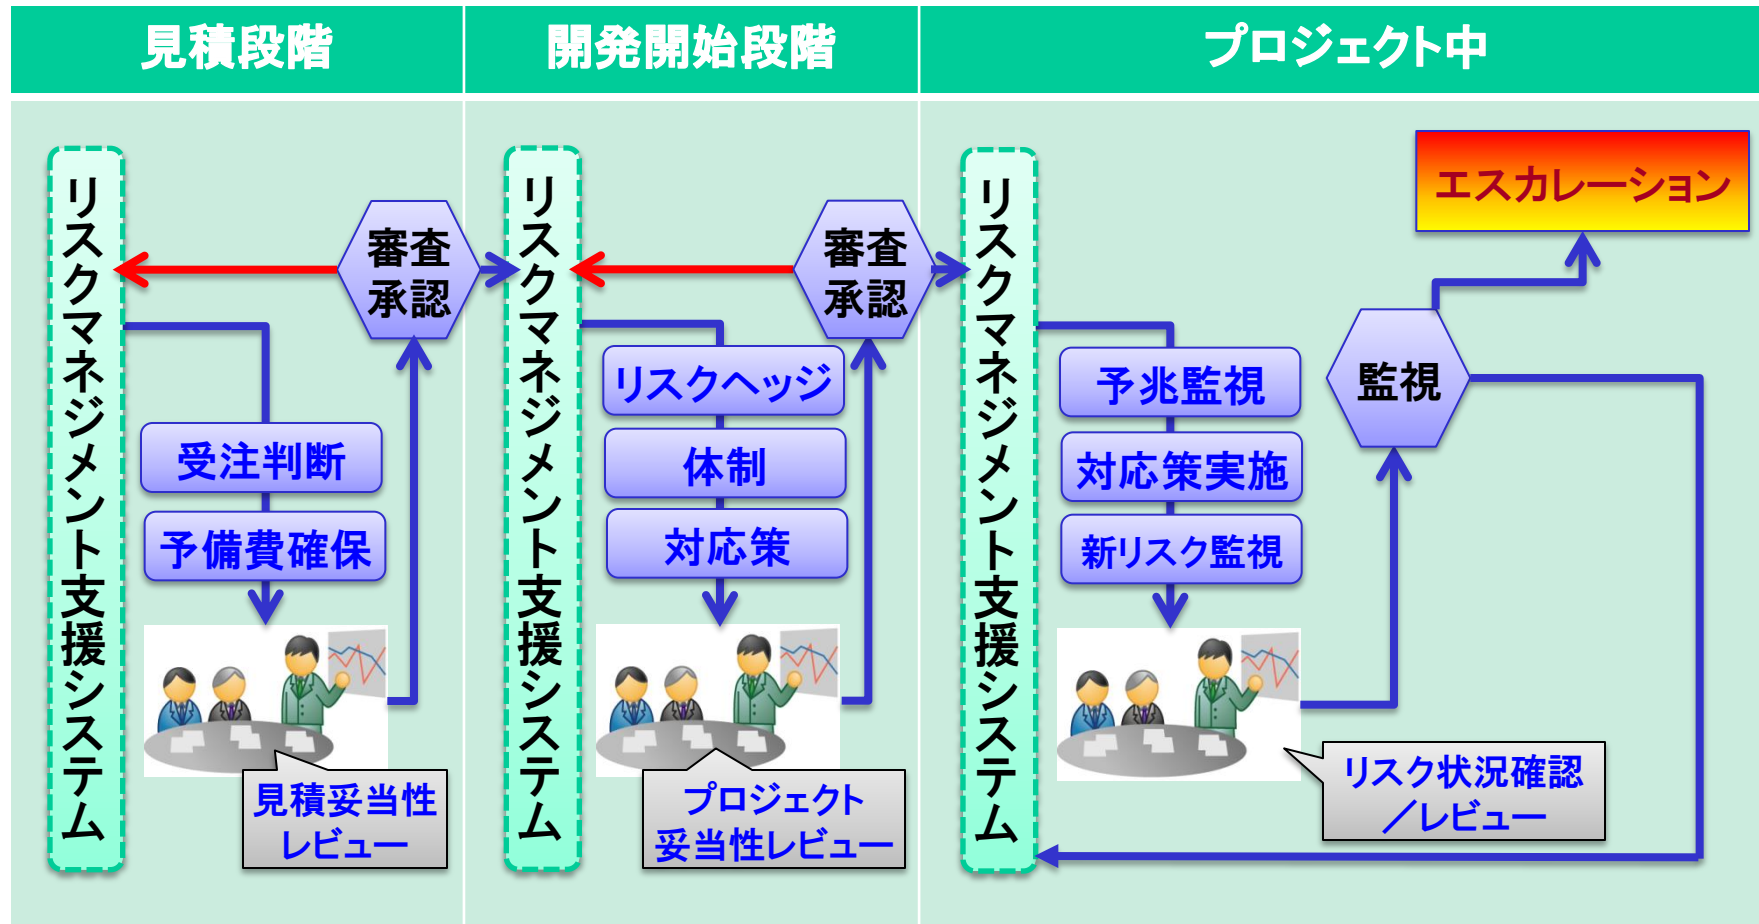 見積段階
開発開始段階
プロジェクト中
リスクマネジメント支援システム
審査
承認
受注判断
予備費確保
見積妥当性
レビュー
リスクマネジメント支援システム
審査
承認
リスクヘッジ
体制
対応策
プロジェクト
妥当性レビュー
リスクマネジメント支援システム
エスカレーション
監視
予兆監視
対応策実施
新リスク監視
リスク状況確認
／レビュー